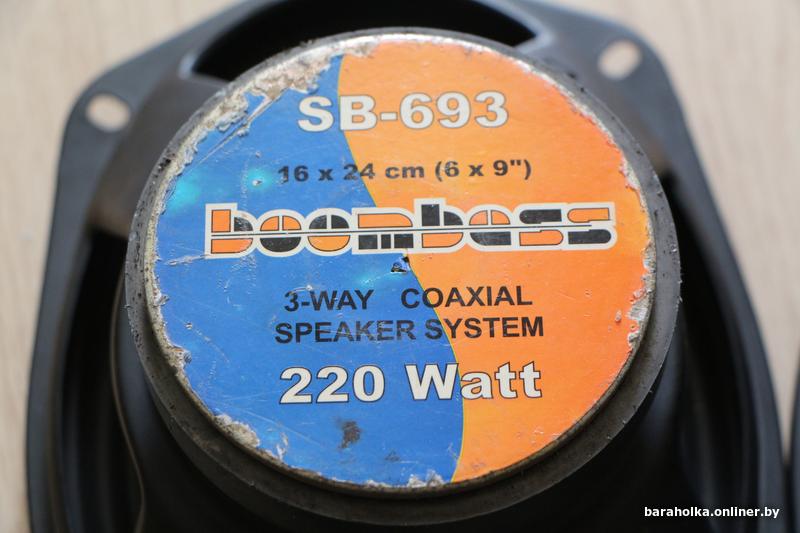 SB-693
16 x 24 cm (6 x 9")
boombass
3-WAY COAXIAL
SPEAKER SYSTEM
220 Watt
baraholka.onliner.by